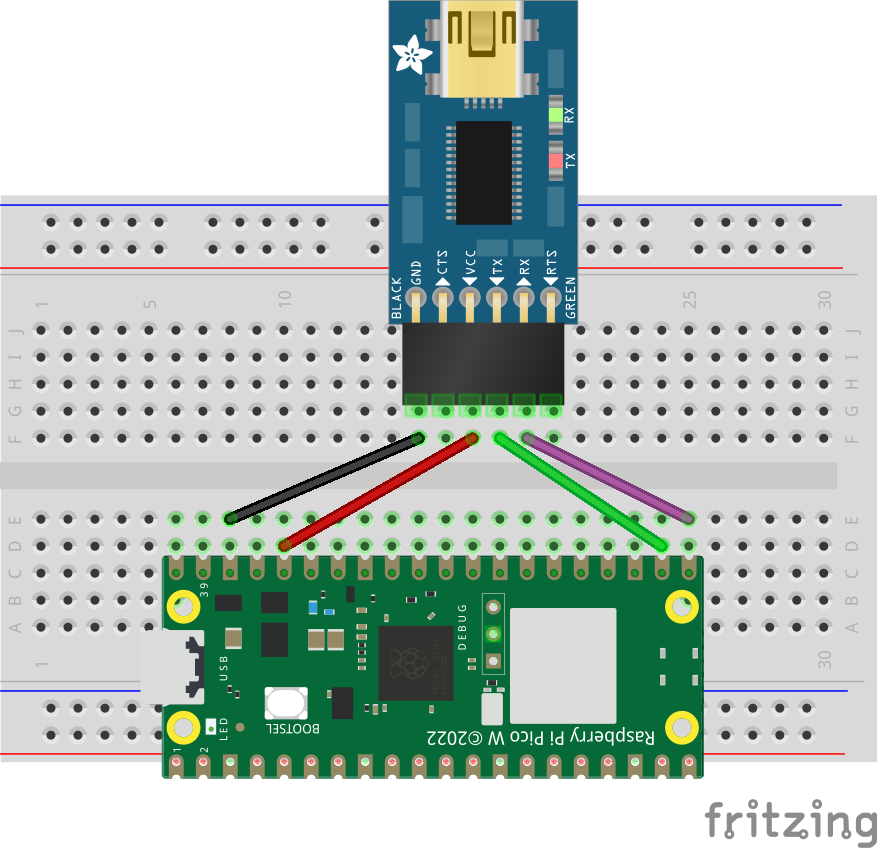 RX
TX
BLACK
GND
CTS
VCC
TX
RX
RTS
GREEN
1
5
10
25
30
J
I
H
G
F
J
I
H
G
F
E
D
C
B
A
E
D
C
B
A
39
USB
DEBUG
1
30
LED
BOOTSEL
1
2
Raspberry Pi Pico W ©2022
fritzing